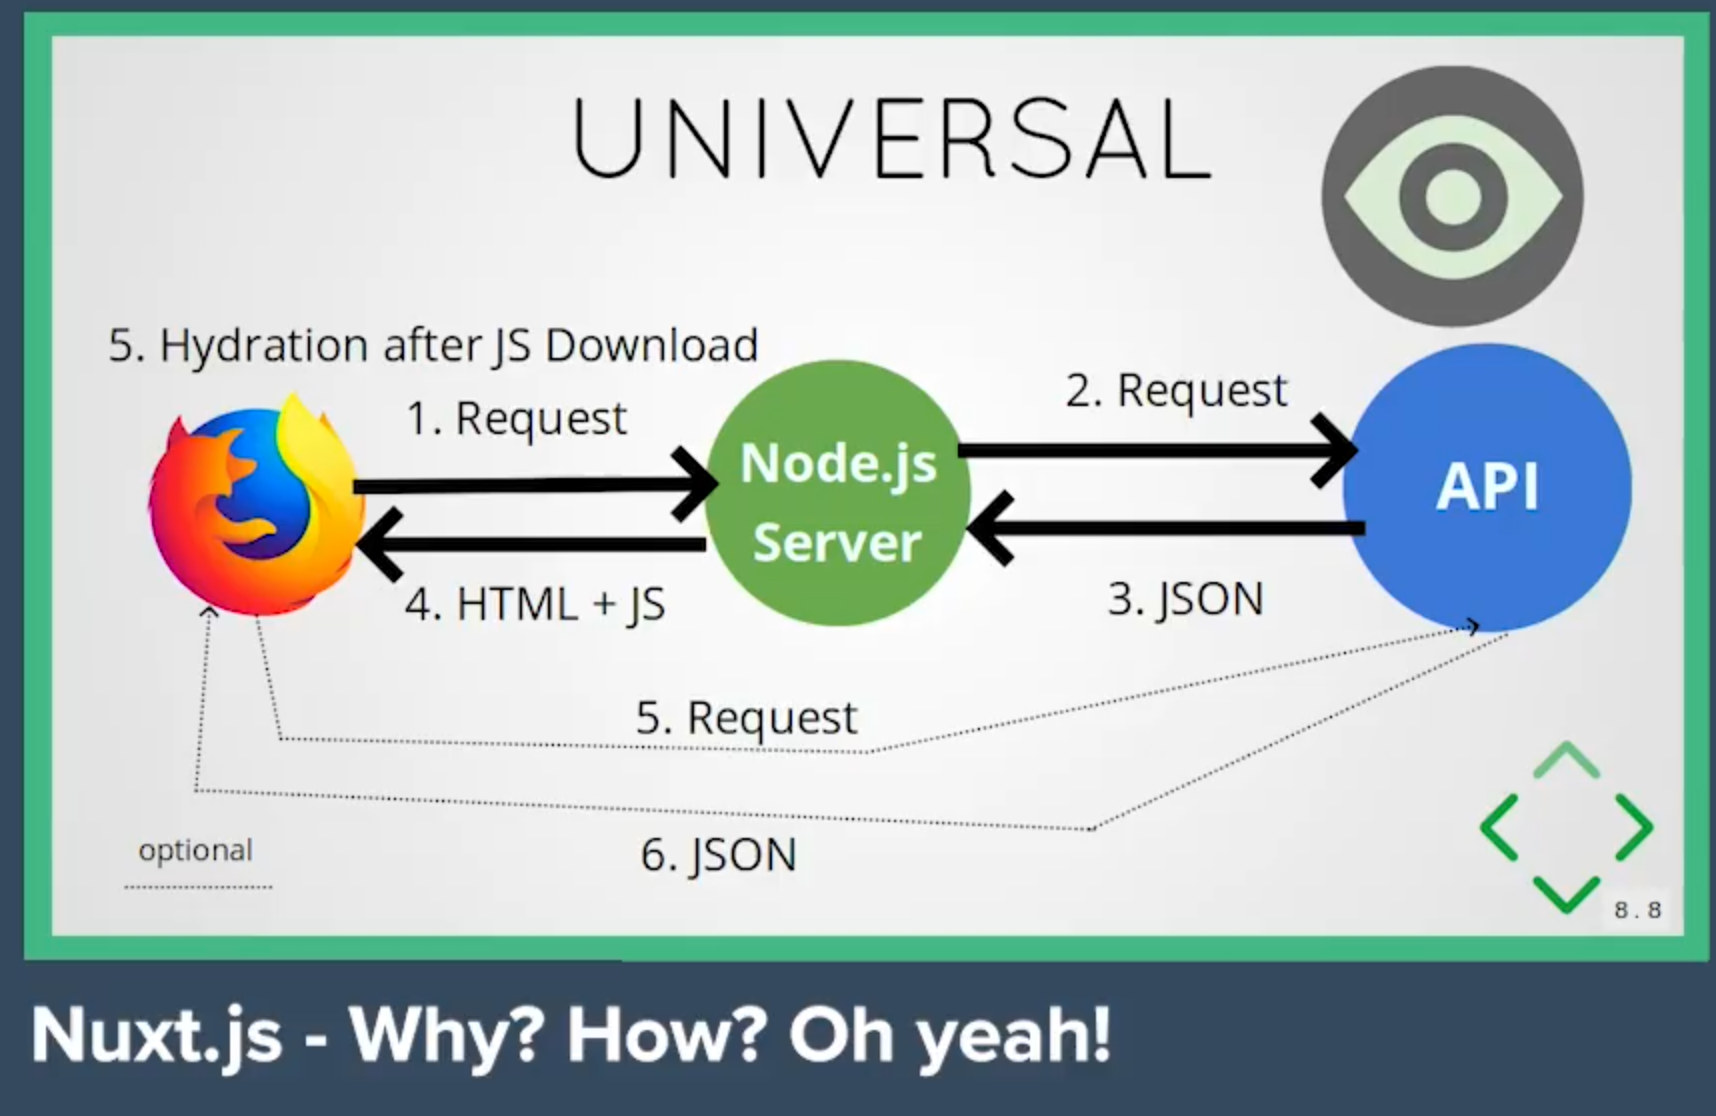 UNIVERSAL
5. Hydration after JS Download
1. Request
2. Request
Node.js
Server
API
4. HTML + JS
3. JSON
5. Request
6. JSON
optional
8.8
Nuxt.js - Why? How? Oh yeah!